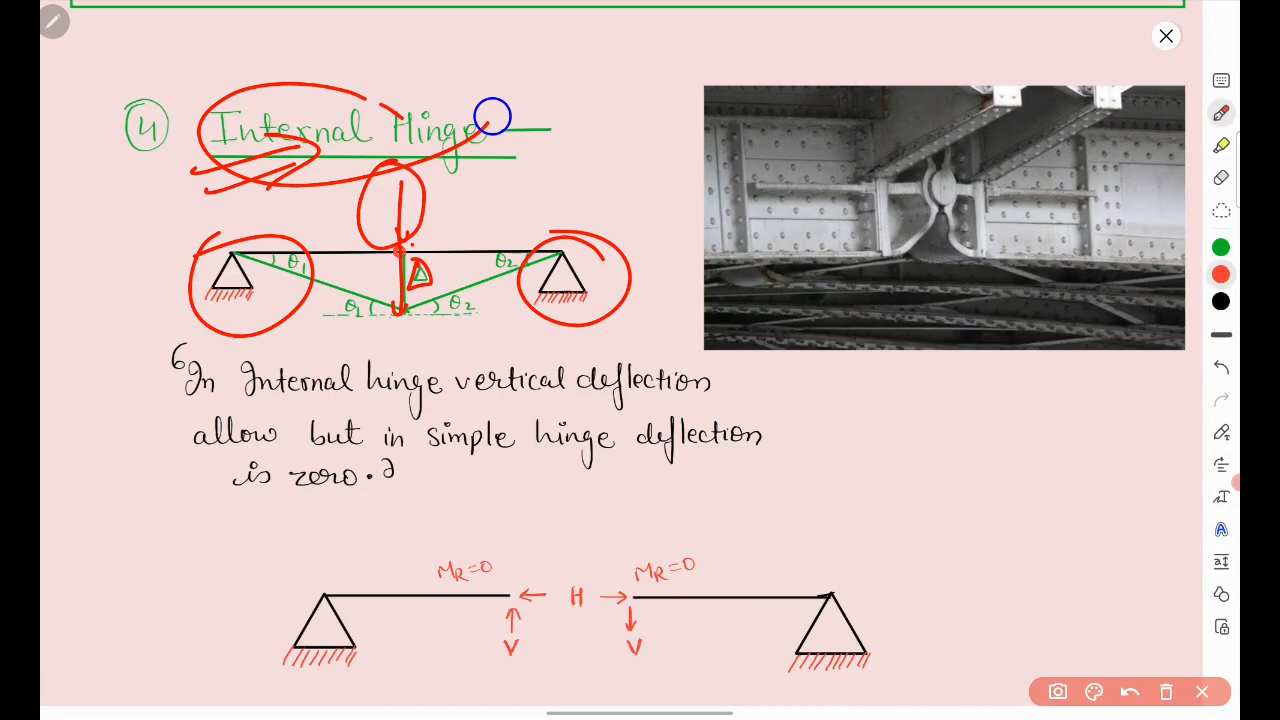 4 Internal Hinge
θ1 Δ θ2
θ1 θ2
"In Internal hinge vertical deflection
allow but in simple hinge deflection
is zero."
MR=0 MR=0
H
V V